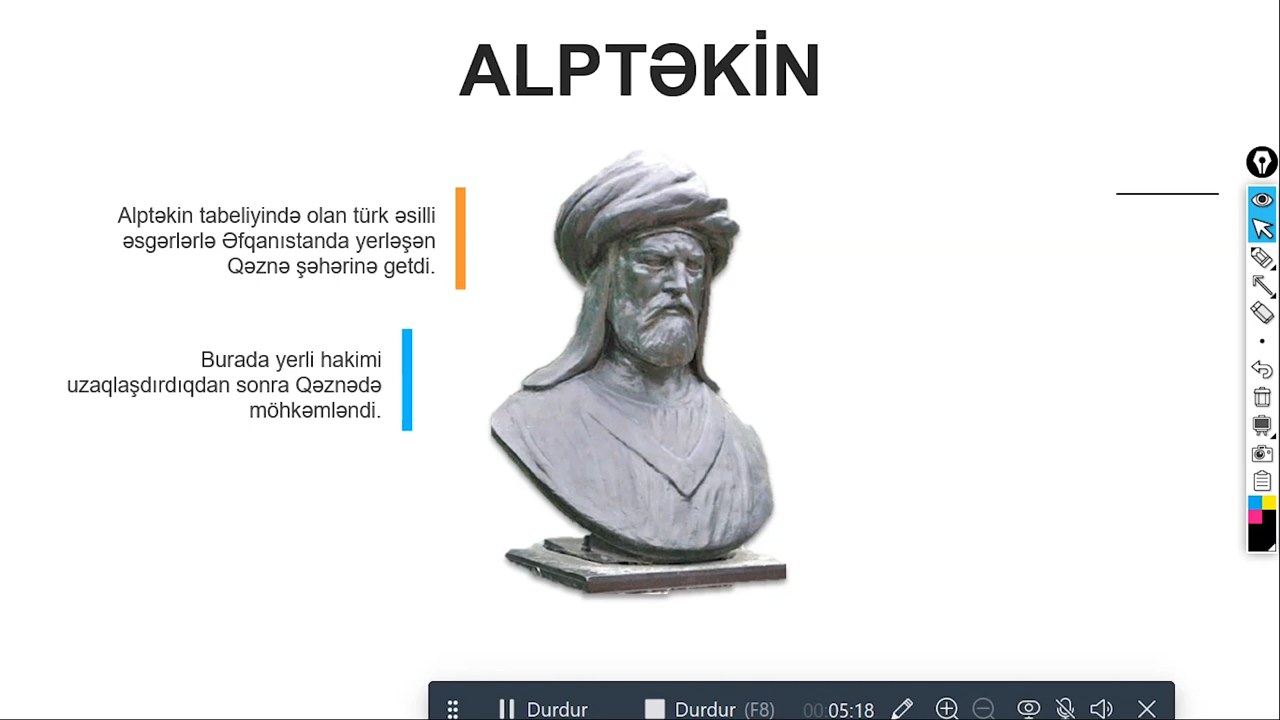 ALPTƏKİN
Alptəkin tabeliyində olan türk əsilli
əsgərlərlə Əfqanıstanda yerləşən
Qəznə şəhərinə getdi.
Burada yerli hakimi
uzaqlaşdırdıqdan sonra Qəznədə
möhkəmləndi.
Durdur Durdur (F8) 00:05:18